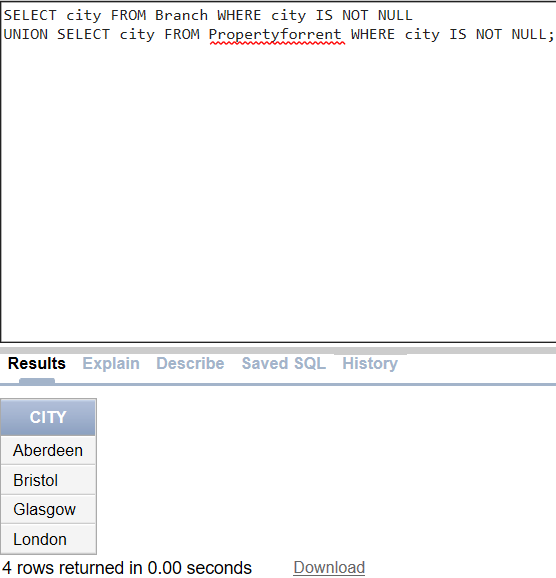 SELECT city FROM Branch WHERE city IS NOT NULL
UNION SELECT city FROM Propertyforrent WHERE city IS NOT NULL;
Results Explain Describe Saved SQL History
CITY
Aberdeen
Bristol
Glasgow
London
4 rows returned in 0.00 seconds Download